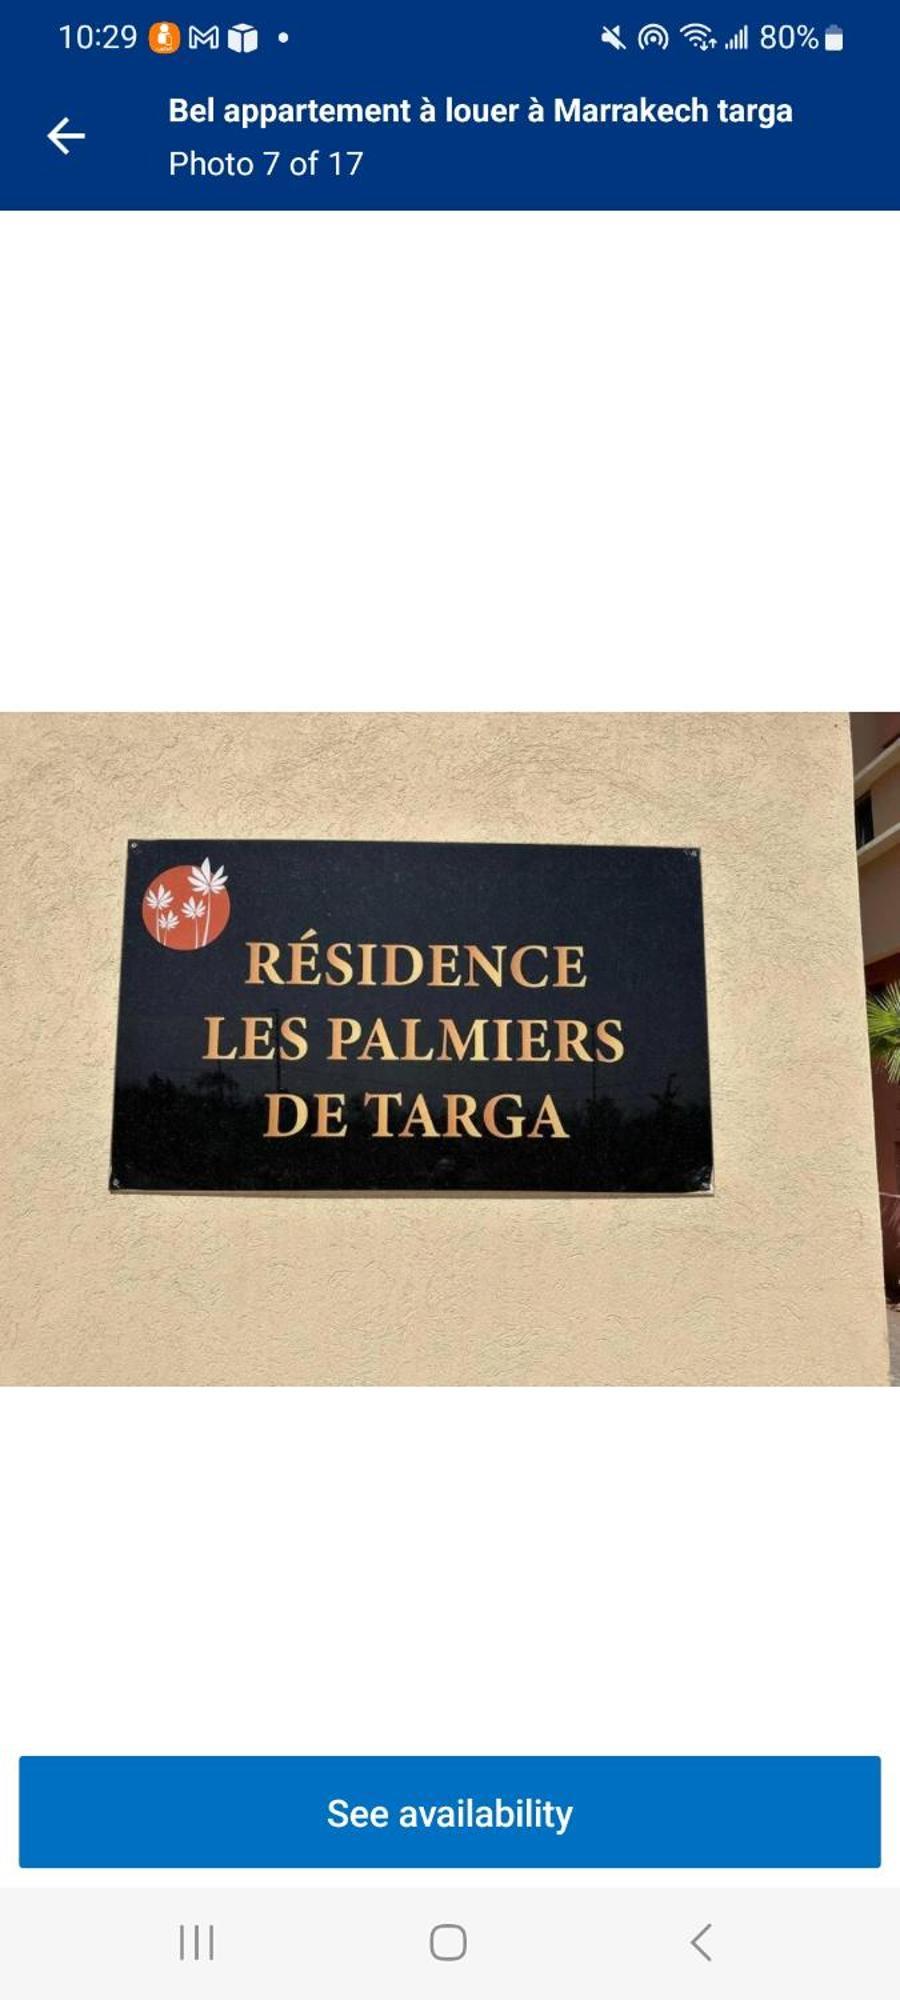 10:29
80%
Bel appartement à louer à Marrakech targa
Photo 7 of 17
RÉSIDENCE
LES PALMIERS
DE TARGA
See availability